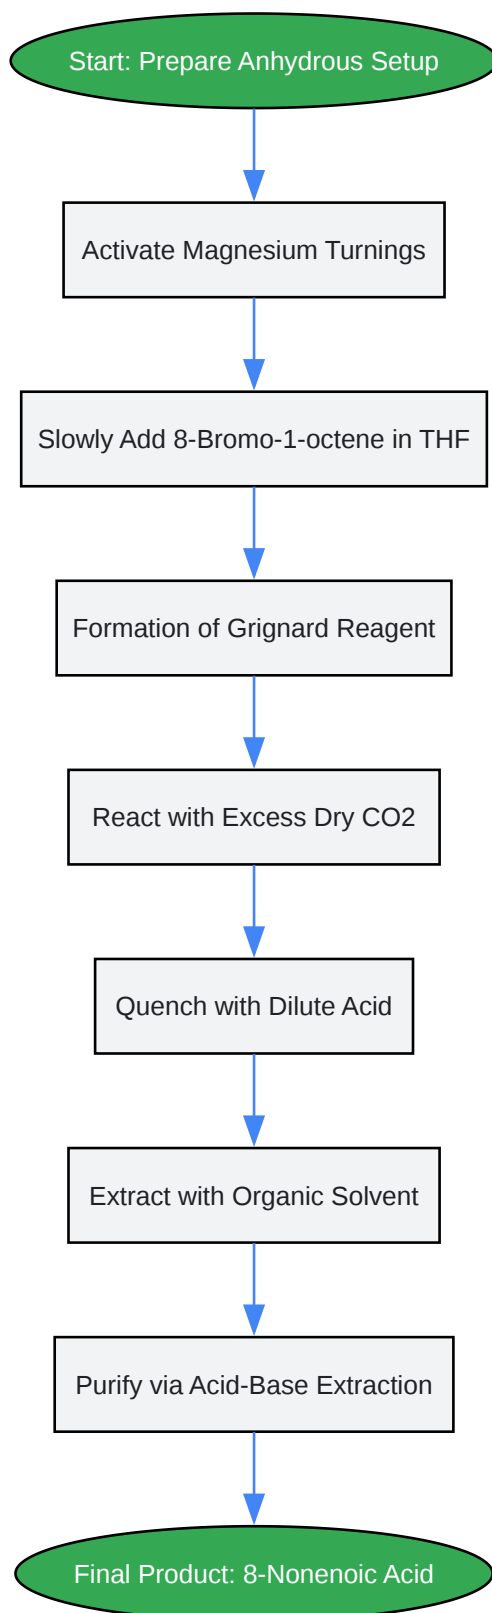 Start: Prepare Anhydrous Setup
Activate Magnesium Turnings
Slowly Add 8-Bromo-1-octene in THF
Formation of Grignard Reagent
React with Excess Dry CO2
Quench with Dilute Acid
Extract with Organic Solvent
Purify via Acid-Base Extraction
Final Product: 8-Nonenoic Acid